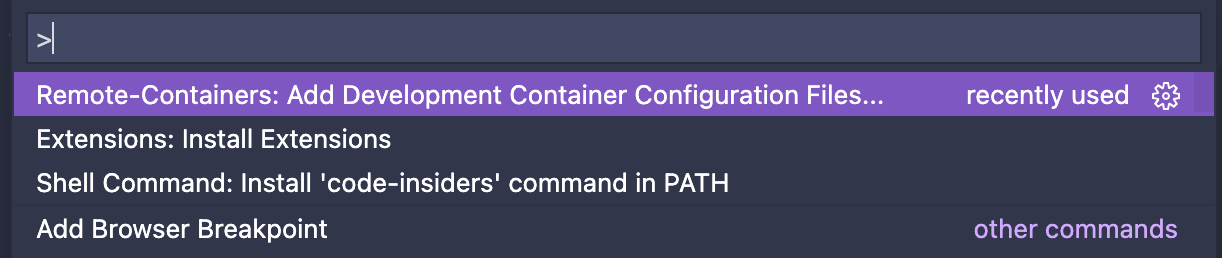 >
Remote-Containers: Add Development Container Configuration Files... recently used
Extensions: Install Extensions
Shell Command: Install 'code-insiders' command in PATH
Add Browser Breakpoint other commands